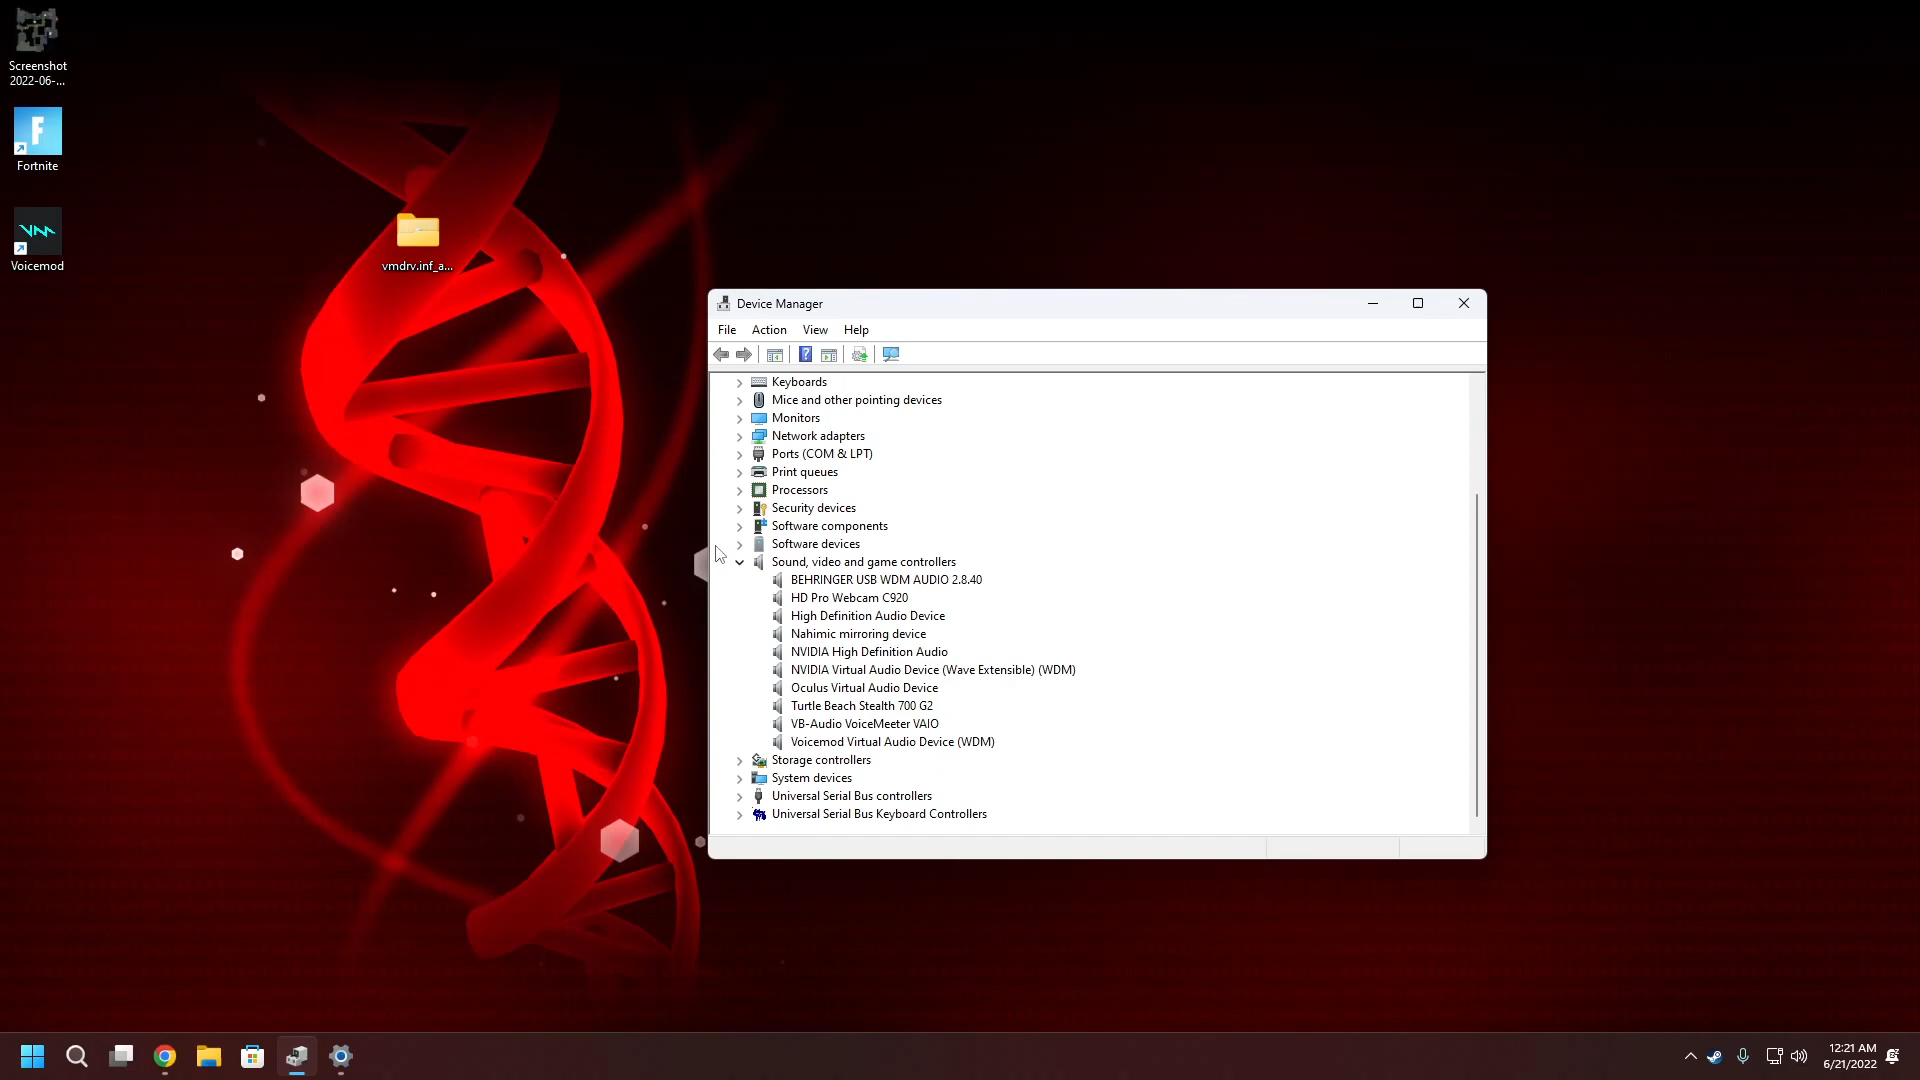 Screenshot
2022-06-...
Fortnite
Voicemod
vmdrv.inf_a...
Device Manager
File Action View Help
Keyboards
Mice and other pointing devices
Monitors
Network adapters
Ports (COM & LPT)
Print queues
Processors
Security devices
Software components
Software devices
Sound, video and game controllers
BEHRINGER USB WDM AUDIO 2.8.40
HD Pro Webcam C920
High Definition Audio Device
Nahimic mirroring device
NVIDIA High Definition Audio
NVIDIA Virtual Audio Device (Wave Extensible) (WDM)
Oculus Virtual Audio Device
Turtle Beach Stealth 700 G2
VB-Audio VoiceMeeter VAIO
Voicemod Virtual Audio Device (WDM)
Storage controllers
System devices
Universal Serial Bus controllers
Universal Serial Bus Keyboard Controllers
12:21 AM
6/21/2022